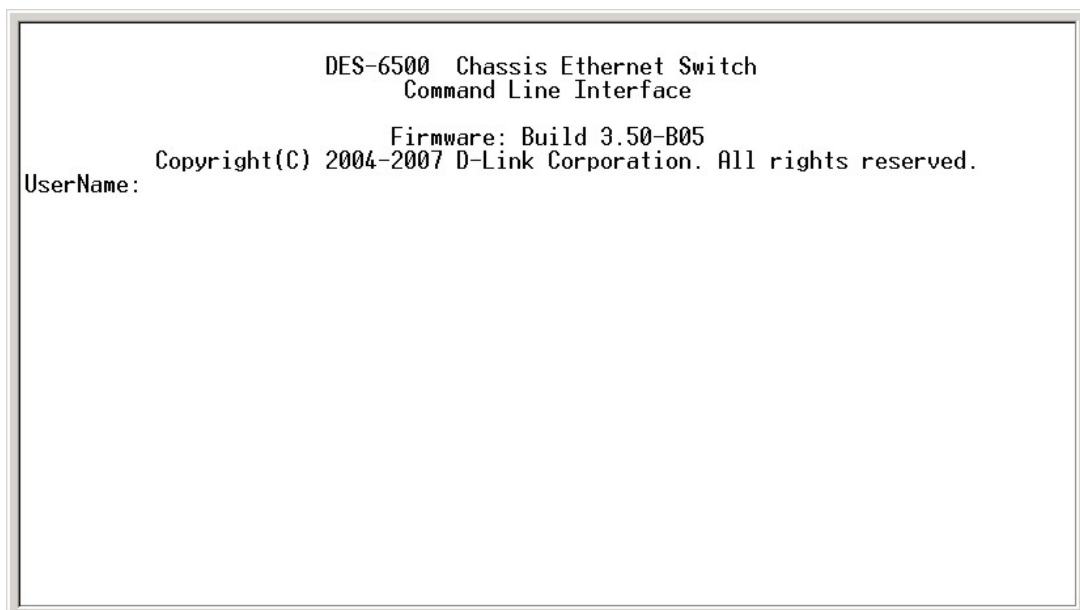 DES-6500 Chassis Ethernet Switch
Command Line Interface
Firmware: Build 3.50-B05
Copyright(C) 2004-2007 D-Link Corporation. All rights reserved.
UserName: